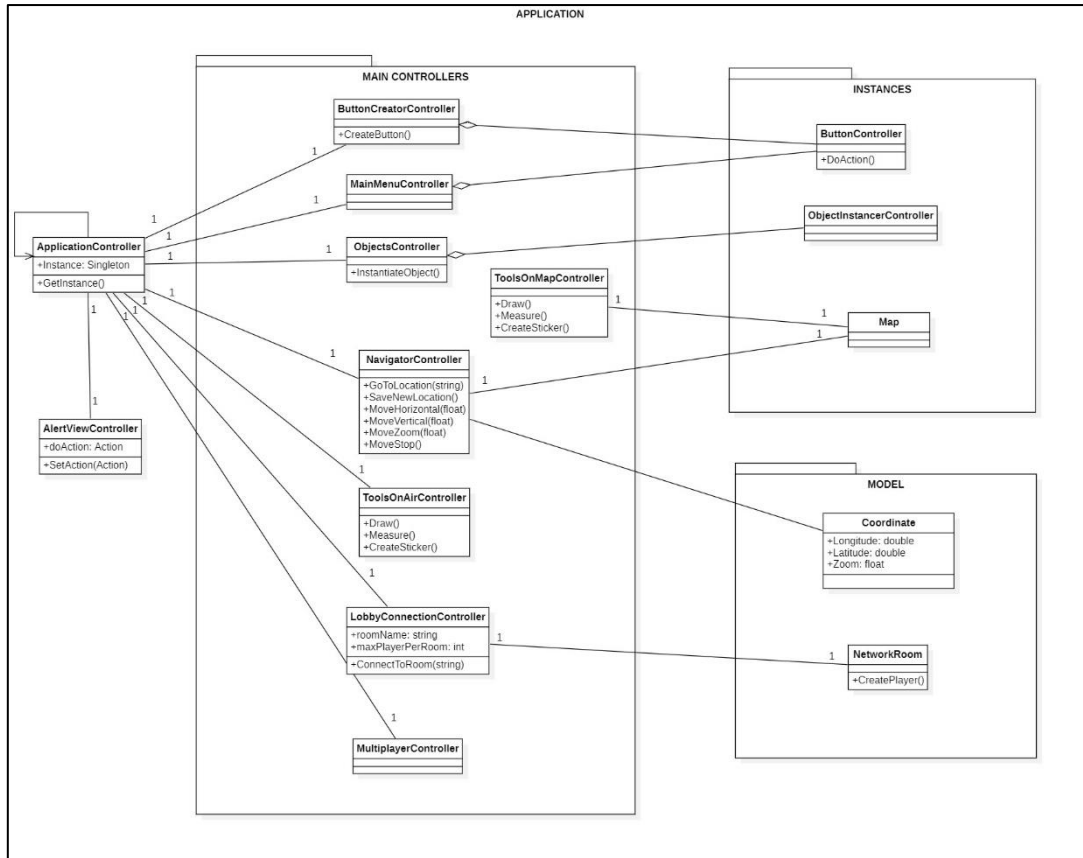 APPLICATION
MAIN CONTROLLERS
ButtonCreatorController
+CreateButton()
1
1
MainMenuController
1
1
ObjectsController
+InstantiateObject()
1
1
ApplicationController
+Instance: Singleton
+GetInstance()
ToolsOnMapController
+Draw()
+Measure()
+CreateSticker()
1
1
NavigatorController
+GoToLocation(string)
+SaveNewLocation()
+MoveHorizontal(float)
+MoveVertical(float)
+MoveZoom(float)
+MoveStop()
1
1
1
1
1
1
1
1
1
AlertViewController
+doAction: Action
+SetAction(Action)
1
ToolsOnAirController
+Draw()
+Measure()
+CreateSticker()
1
LobbyConnectionController
+roomName: string
+maxPlayerPerRoom: int
+ConnectToRoom(string)
1
1
1
MultiplayerController
INSTANCES
ButtonController
+DoAction()
ObjectInstancerController
Map
MODEL
Coordinate
+Longitude: double
+Latitude: double
+Zoom: float
NetworkRoom
+CreatePlayer()